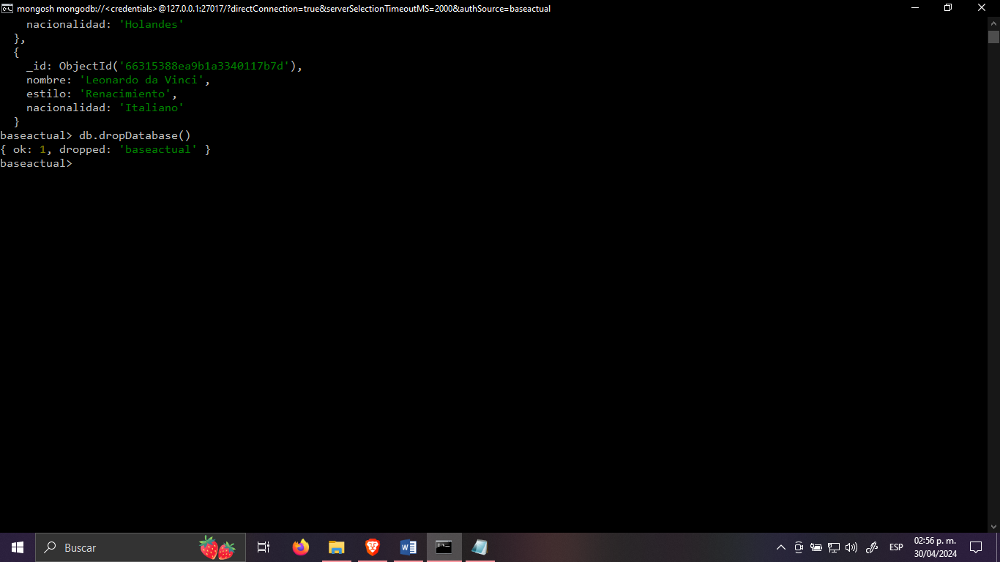 mongosh mongodb://<credentials>@127.0.0.1:27017/?directConnection=true&serverSelectionTimeoutMS=2000&authSource=baseactual
nacionalidad: 'Holandes'
},
{
_id: ObjectId('66315388ea9b1a3340117b7d'),
nombre: 'Leonardo da Vinci',
estilo: 'Renacimiento',
nacionalidad: 'Italiano'
}
baseactual> db.dropDatabase()
{ ok: 1, dropped: 'baseactual' }
baseactual>
Buscar
ESP
02:56 p. m.
30/04/2024